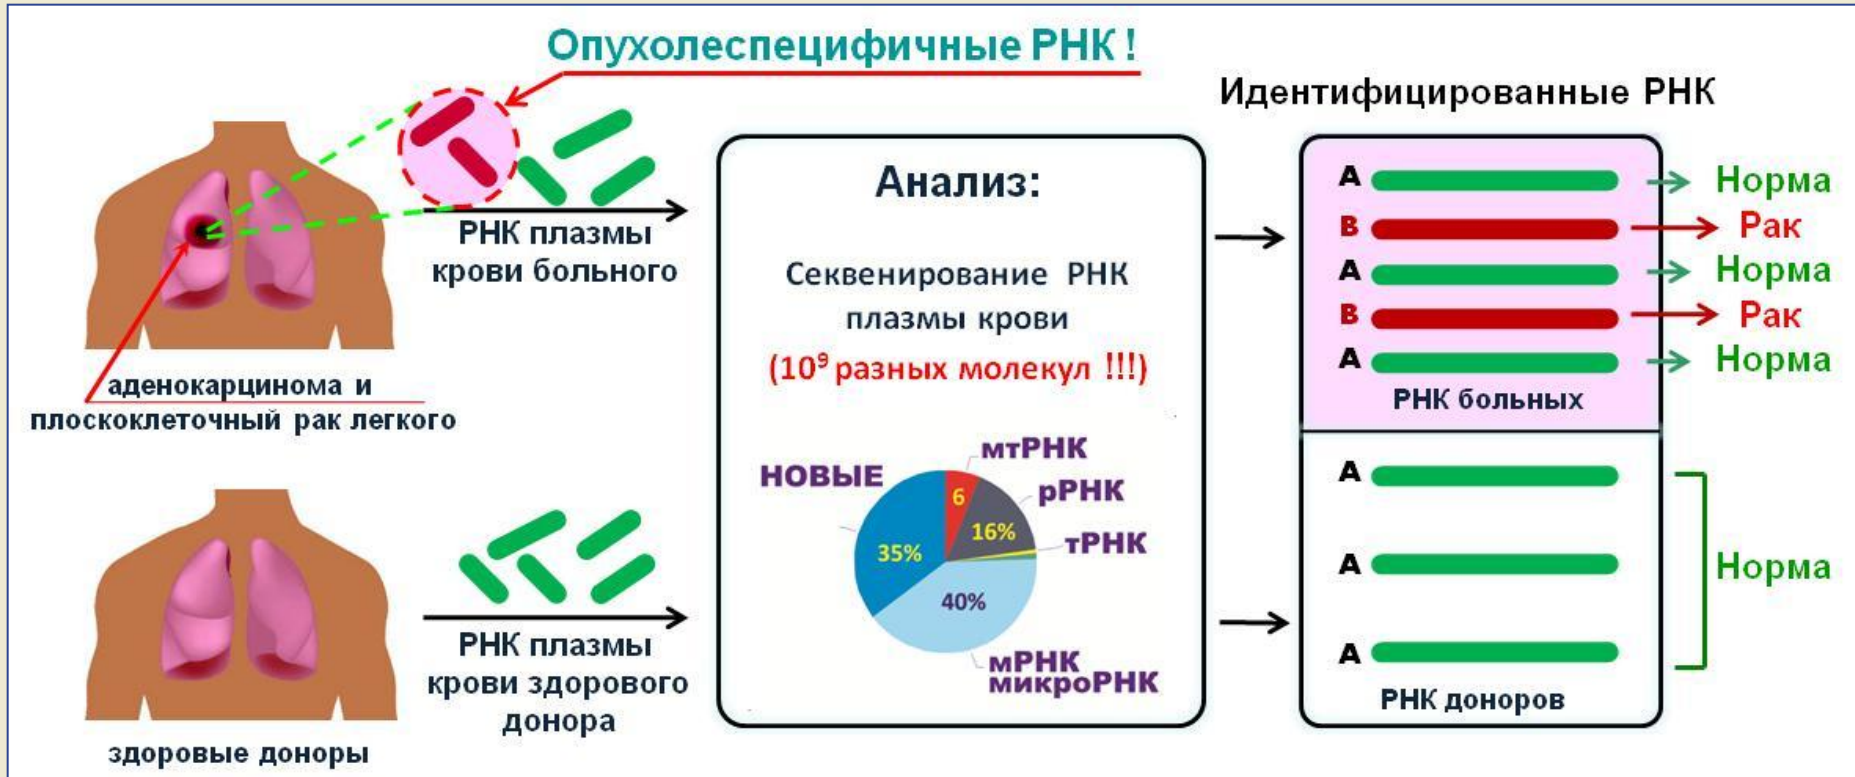 Опухолеспецифичные РНК !
РНК плазмы
крови больного
аденокарцинома и
плоскоклеточный рак легкого
РНК плазмы
крови здорового
донора
здоровые доноры
Анализ:
Секвенирование РНК
плазмы крови
(10⁹ разных молекул !!!)
НОВЫЕ
мтРНК
рРНК
тРНК
мРНК
микроРНК
6
16%
35%
40%
Идентифицированные РНК
A Норма
B Рак
A Норма
B Рак
A Норма
РНК больных
A
A Норма
A
РНК доноров